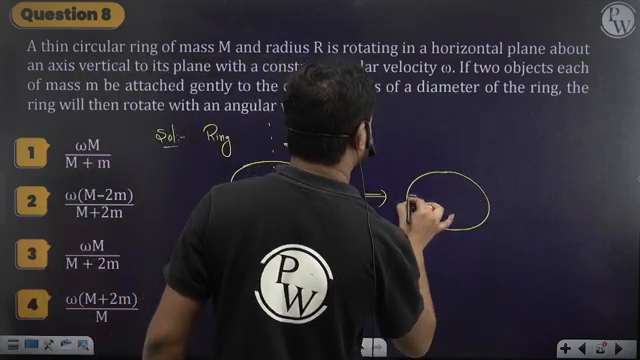 Question 8
A thin circular ring of mass M and radius R is rotating in a horizontal plane about
an axis vertical to its plane with a velocity ω. If two objects each
of mass m be attached gently to the of a diameter of the ring, the
ring will then rotate with an angular
Sol:- Ring
1 ωM/(M + m)
2 ω(M–2m)/(M+2m)
3 ωM/(M + 2m)
4 ω(M+2m)/M
PW
PW